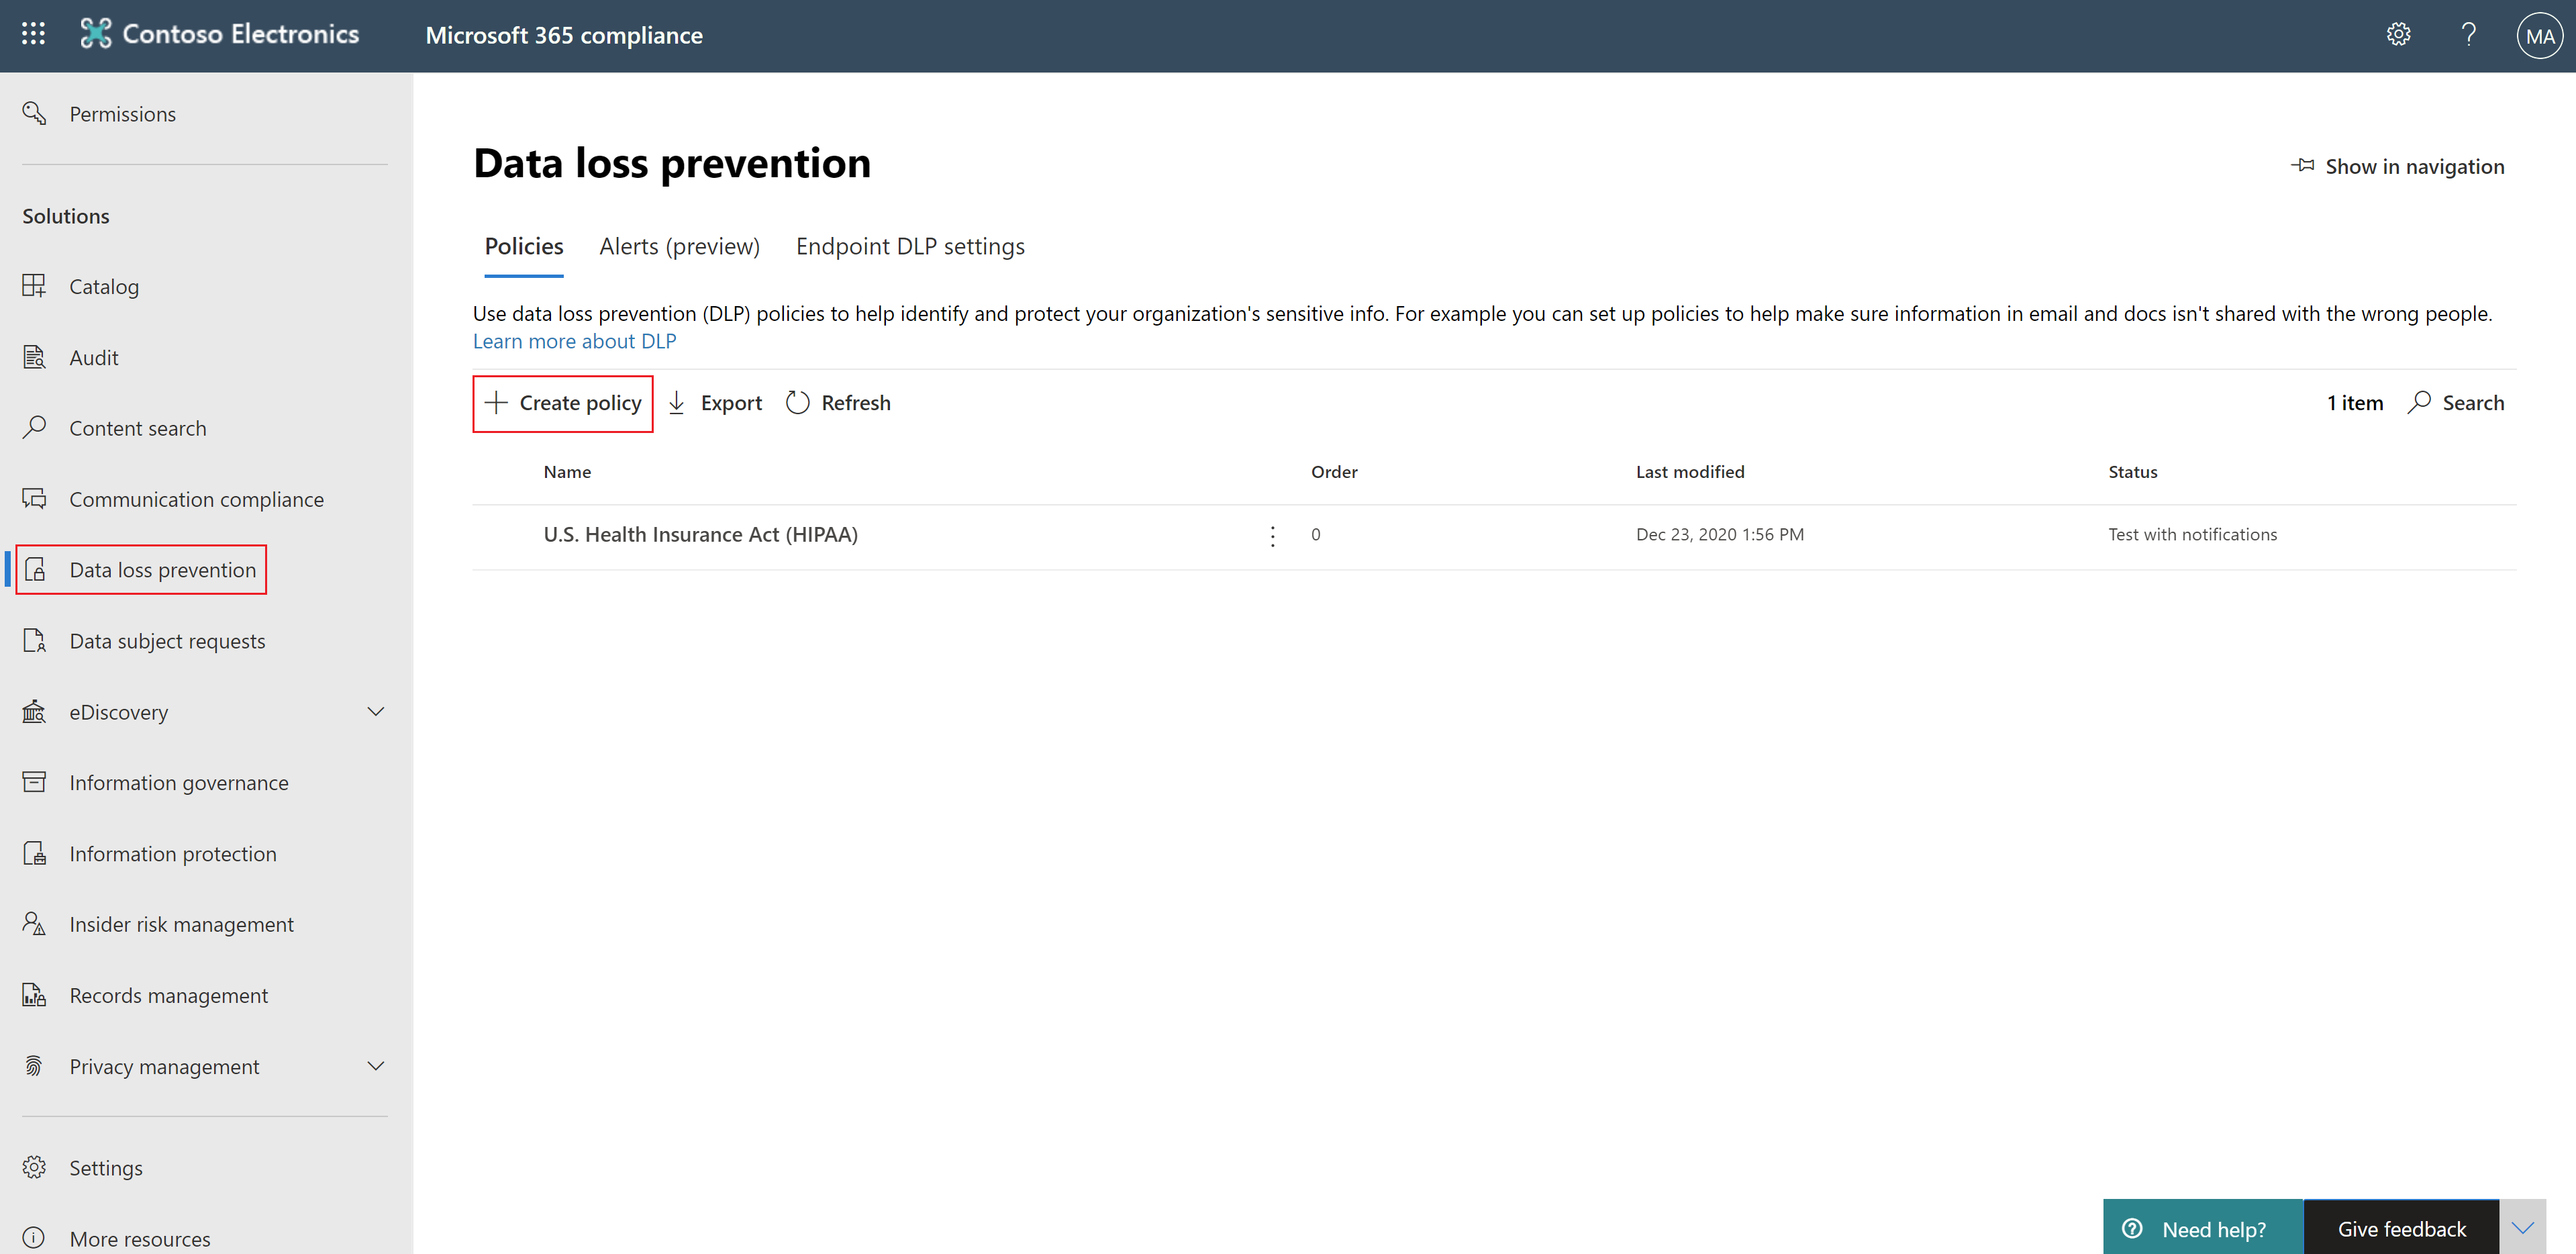 Contoso Electronics
Microsoft 365 compliance
MA
Permissions
Solutions
Catalog
Audit
Content search
Communication compliance
Data loss prevention
Data subject requests
eDiscovery
Information governance
Information protection
Insider risk management
Records management
Privacy management
Settings
More resources
Data loss prevention
Show in navigation
Policies Alerts (preview) Endpoint DLP settings
Use data loss prevention (DLP) policies to help identify and protect your organization's sensitive info. For example you can set up policies to help make sure information in email and docs isn't shared with the wrong people.
Learn more about DLP
Create policy Export Refresh 1 item Search
Name Order Last modified Status
U.S. Health Insurance Act (HIPAA) 0 Dec 23, 2020 1:56 PM Test with notifications
Need help? Give feedback